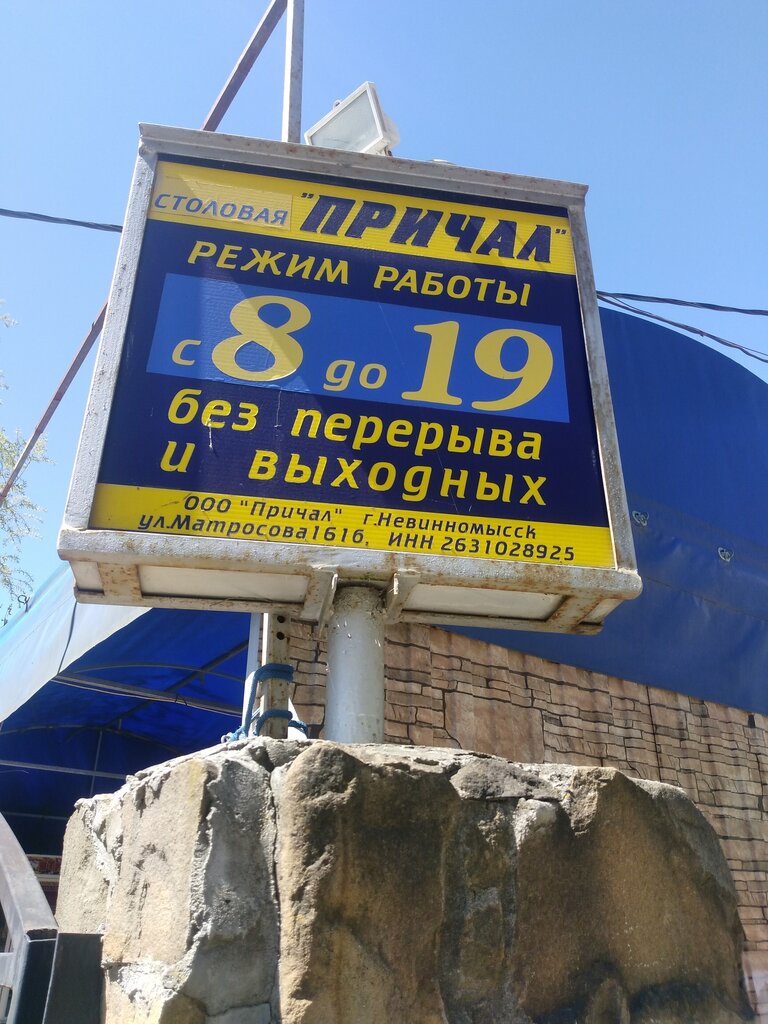 СТОЛОВАЯ "ПРИЧАЛ"
РЕЖИМ РАБОТЫ
с 8 до 19
без перерыва
и выходных
ООО "Причал" г.Невинномысск
ул.Матросова161б, ИНН 2631028925